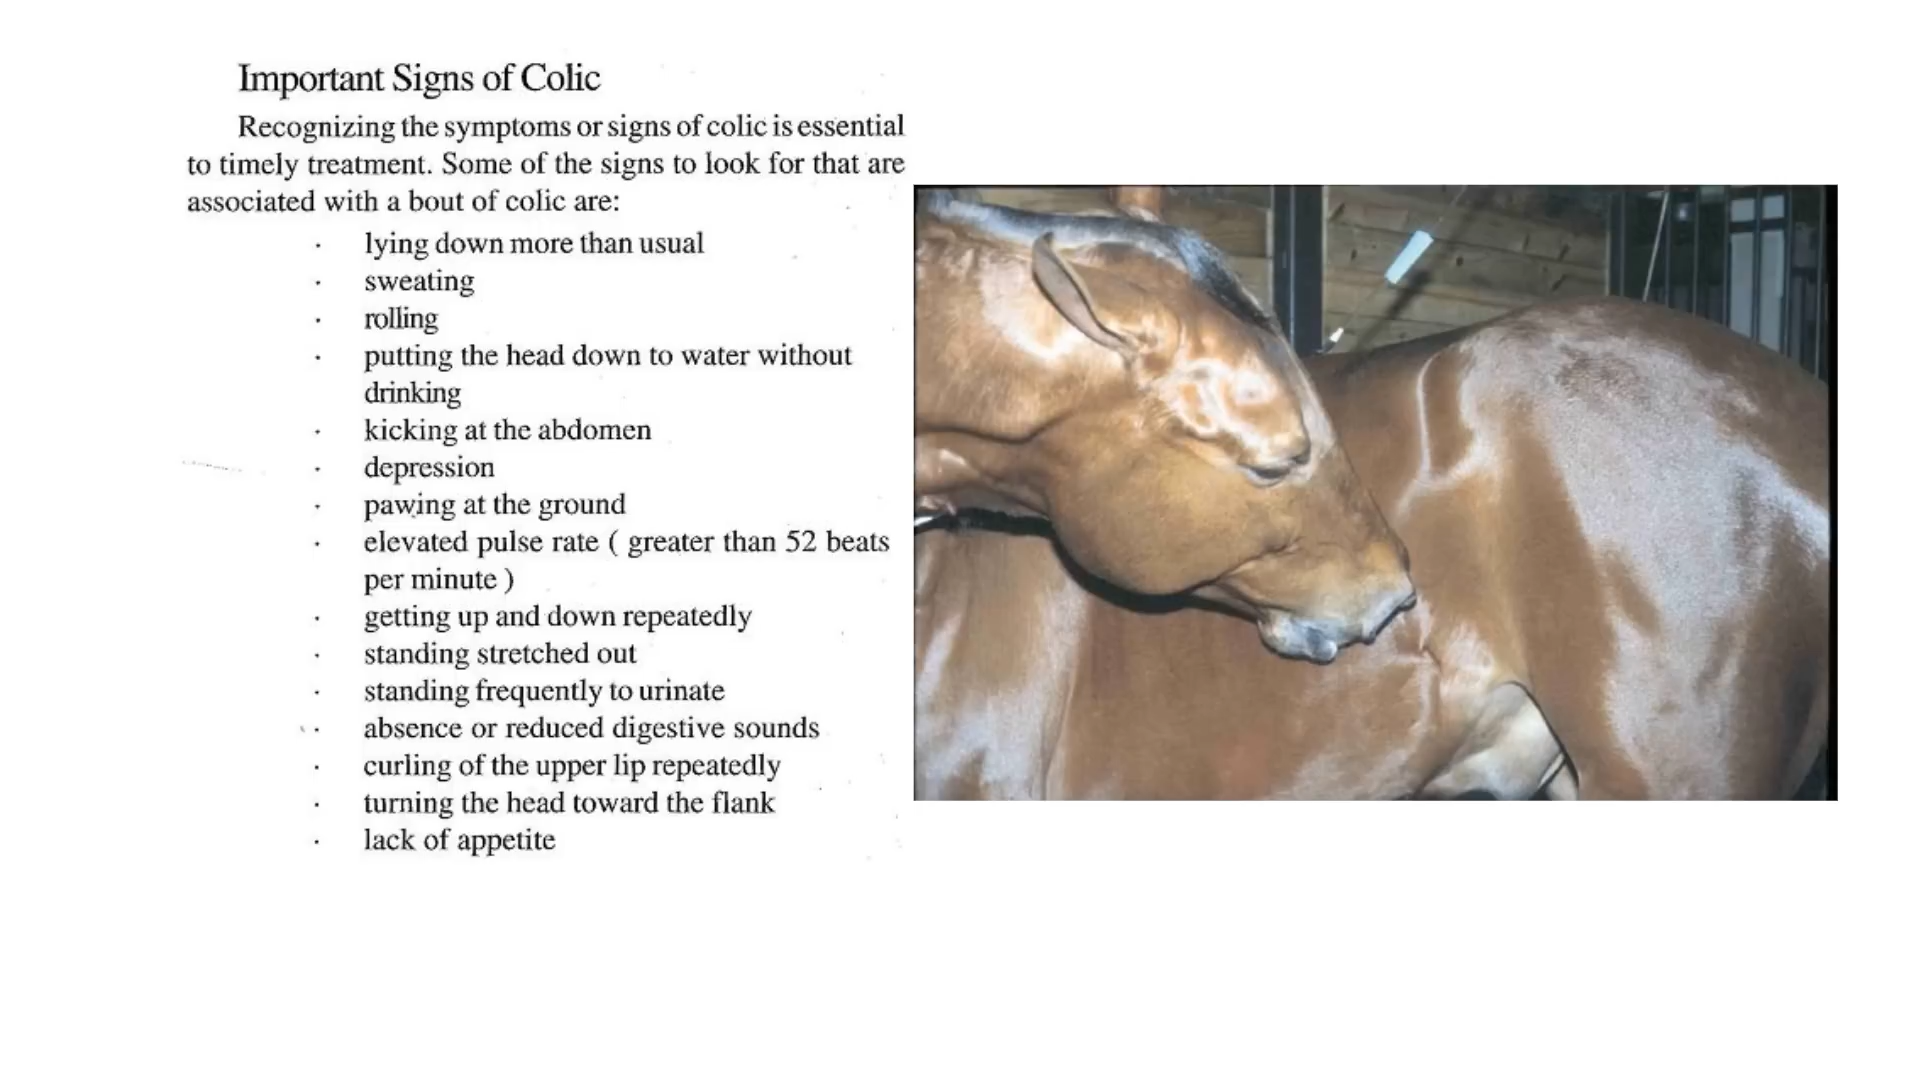 Important Signs of Colic
Recognizing the symptoms or signs of colic is essential
to timely treatment. Some of the signs to look for that are
associated with a bout of colic are:
· lying down more than usual
· sweating
· rolling
· putting the head down to water without
drinking
· kicking at the abdomen
· depression
· pawing at the ground
· elevated pulse rate ( greater than 52 beats
per minute )
· getting up and down repeatedly
· standing stretched out
· standing frequently to urinate
· absence or reduced digestive sounds
· curling of the upper lip repeatedly
· turning the head toward the flank
· lack of appetite